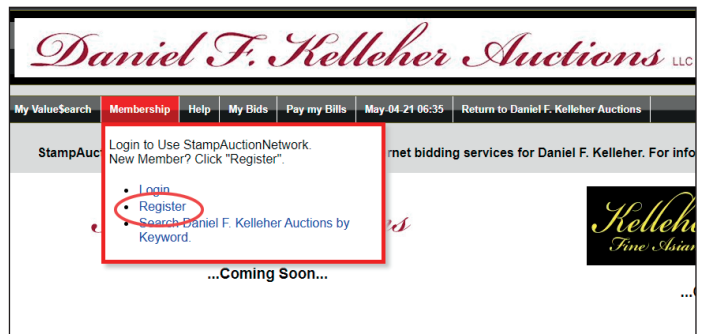 Daniel F. Kelleher Auctions LLC
My Value$earch Membership Help My Bids Pay my Bills May-04-21 06:35 Return to Daniel F. Kelleher Auctions
Login to Use StampAuctionNetwork.
New Member? Click "Register".
StampAuc rnet bidding services for Daniel F. Kelleher. For info
Login
Register
Search Daniel F. Kelleher Auctions by
Keyword.
Kelleh
Fine Asian
...Coming Soon...